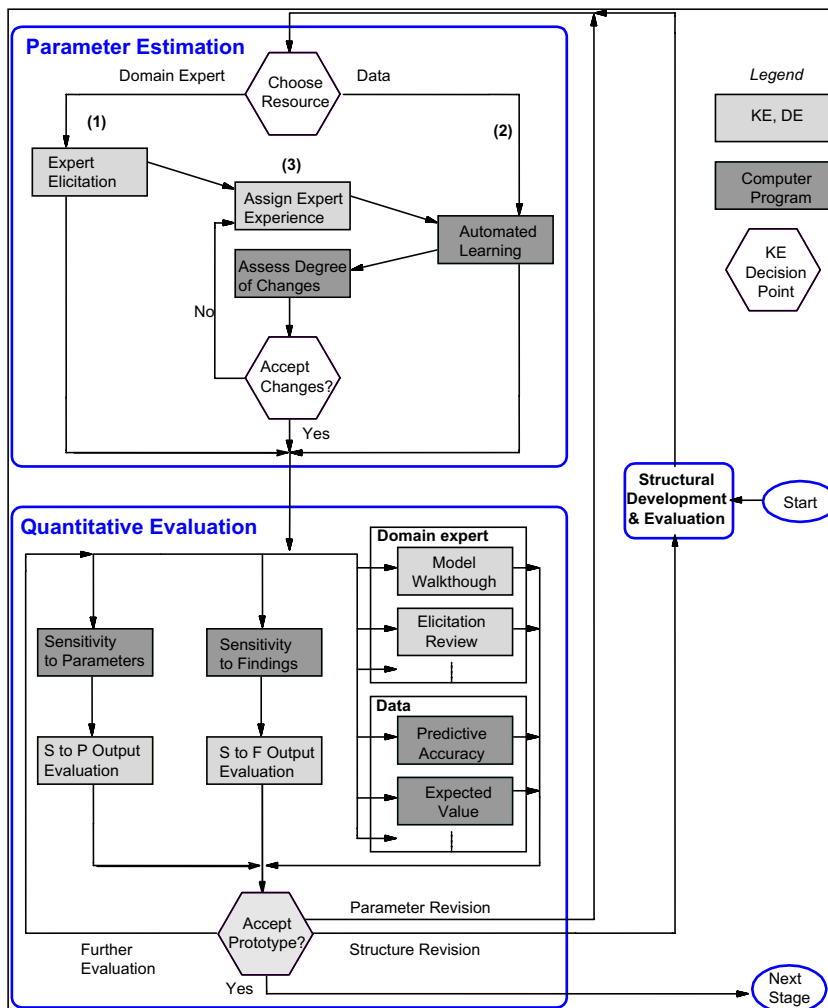 Parameter Estimation
Domain Expert
Data
Choose
Resource
(1)
(2)
(3)
Expert
Elicitation
Assign Expert
Experience
Automated
Learning
Assess Degree
of Changes
No
Accept
Changes?
Yes
Legend
KE, DE
Computer
Program
KE
Decision
Point
Structural
Development
& Evaluation
Start
Quantitative Evaluation
Domain expert
Model
Walkthough
Elicitation
Review
Sensitivity
to Parameters
Sensitivity
to Findings
Data
Predictive
Accuracy
Expected
Value
S to P Output
Evaluation
S to F Output
Evaluation
Accept
Prototype?
Parameter Revision
Structure Revision
Further
Evaluation
Yes
Next
Stage